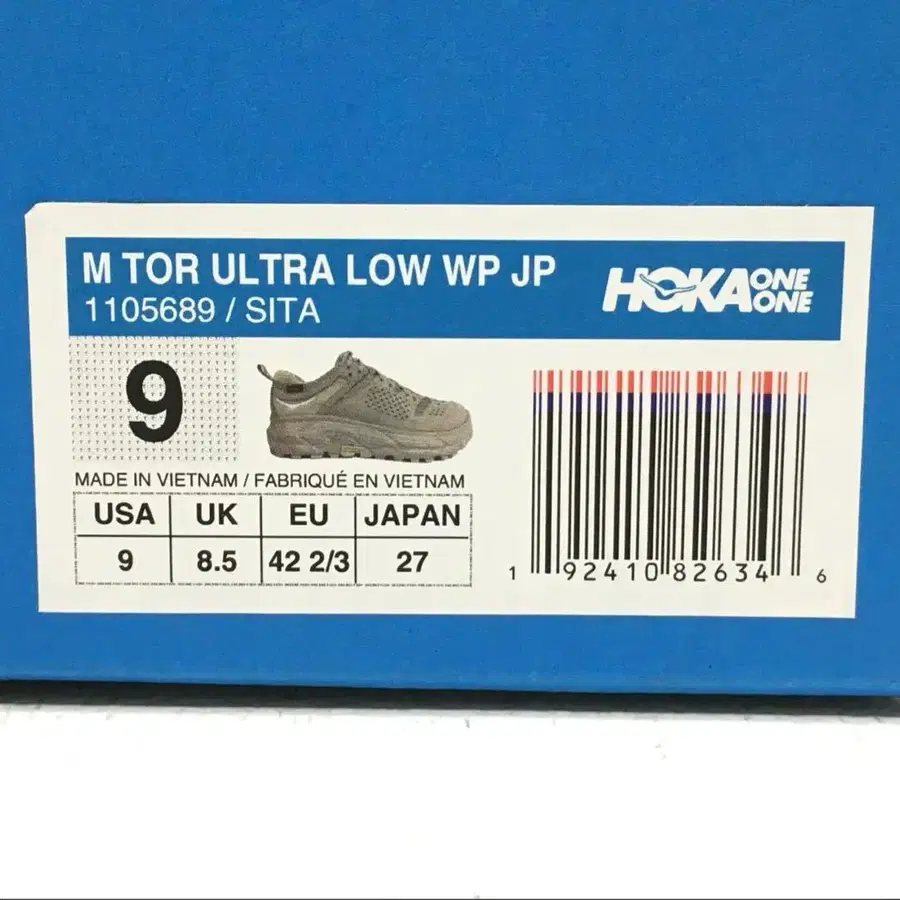 M TOR ULTRA LOW WP JP
1105689 / SITA
HOKA ONE ONE
9
MADE IN VIETNAM / FABRIQUÉ EN VIETNAM
USA UK EU JAPAN
9 8.5 42 2/3 27
1 92410 82634 6